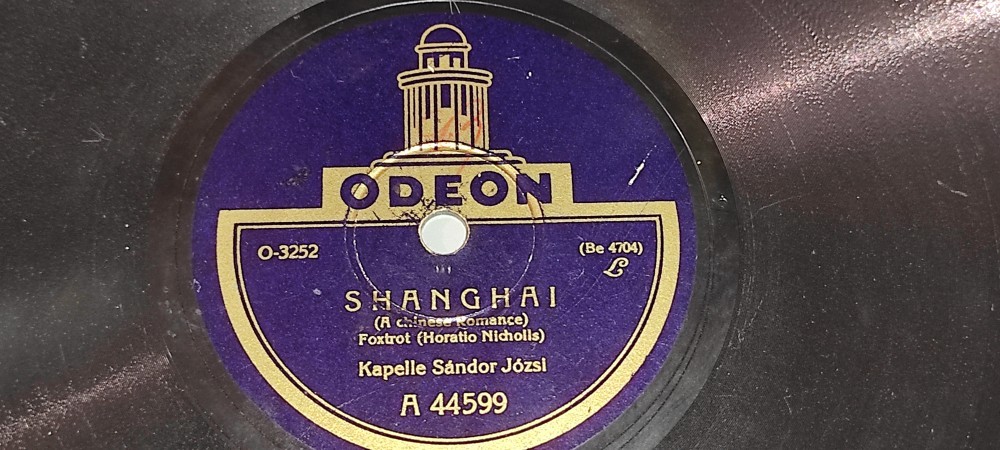 ODEON
O-3252
(Be 4704)
L
SHANGHAI
(A chinese Romance)
Foxtrot (Horatio Nicholls)
Kapelle Sándor Józsi
A 44599